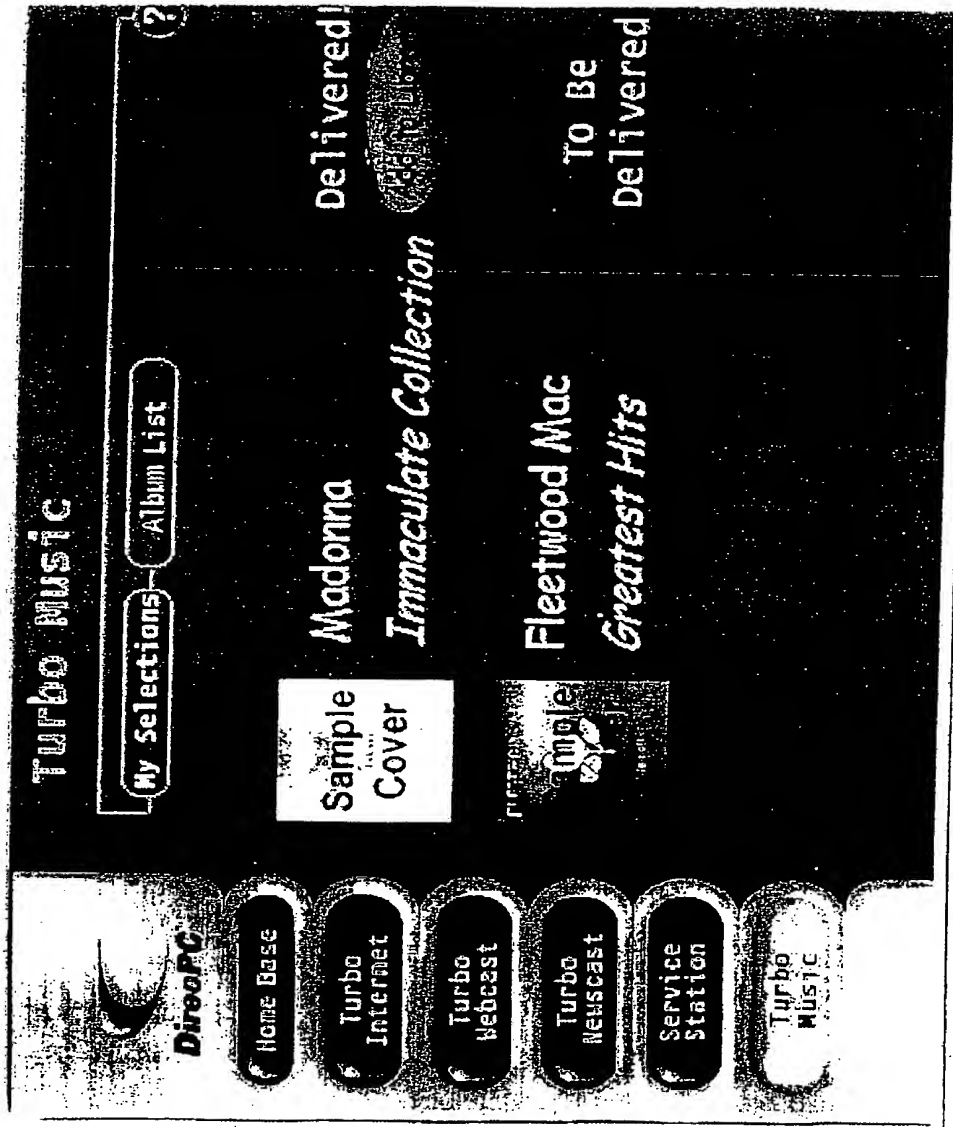 Turbo Music
My Selections
Album List
?
DirecPC
Home Base
Turbo
Internet
Turbo
Webcast
Turbo
Newscast
Service
Station
Turbo
Music
Sample
Cover
Madonna
Immaculate Collection
Delivered!
Fleetwood Mac
Greatest Hits
To Be
Delivered